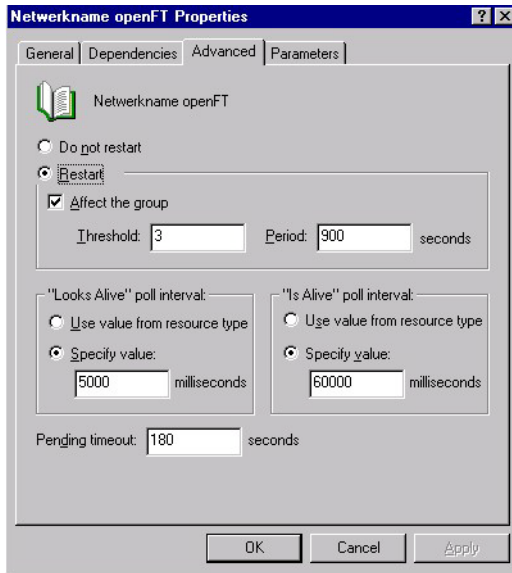 Netwerkname openFT Properties
General Dependencies Advanced Parameters
Netwerkname openFT
Do not restart
Restart
Affect the group
Threshold: 3 Period: 900 seconds
"Looks Alive" poll interval: "Is Alive" poll interval:
Use value from resource type Use value from resource type
Specify value: Specify value:
5000 milliseconds 60000 milliseconds
Pending timeout: 180 seconds
OK Cancel Apply